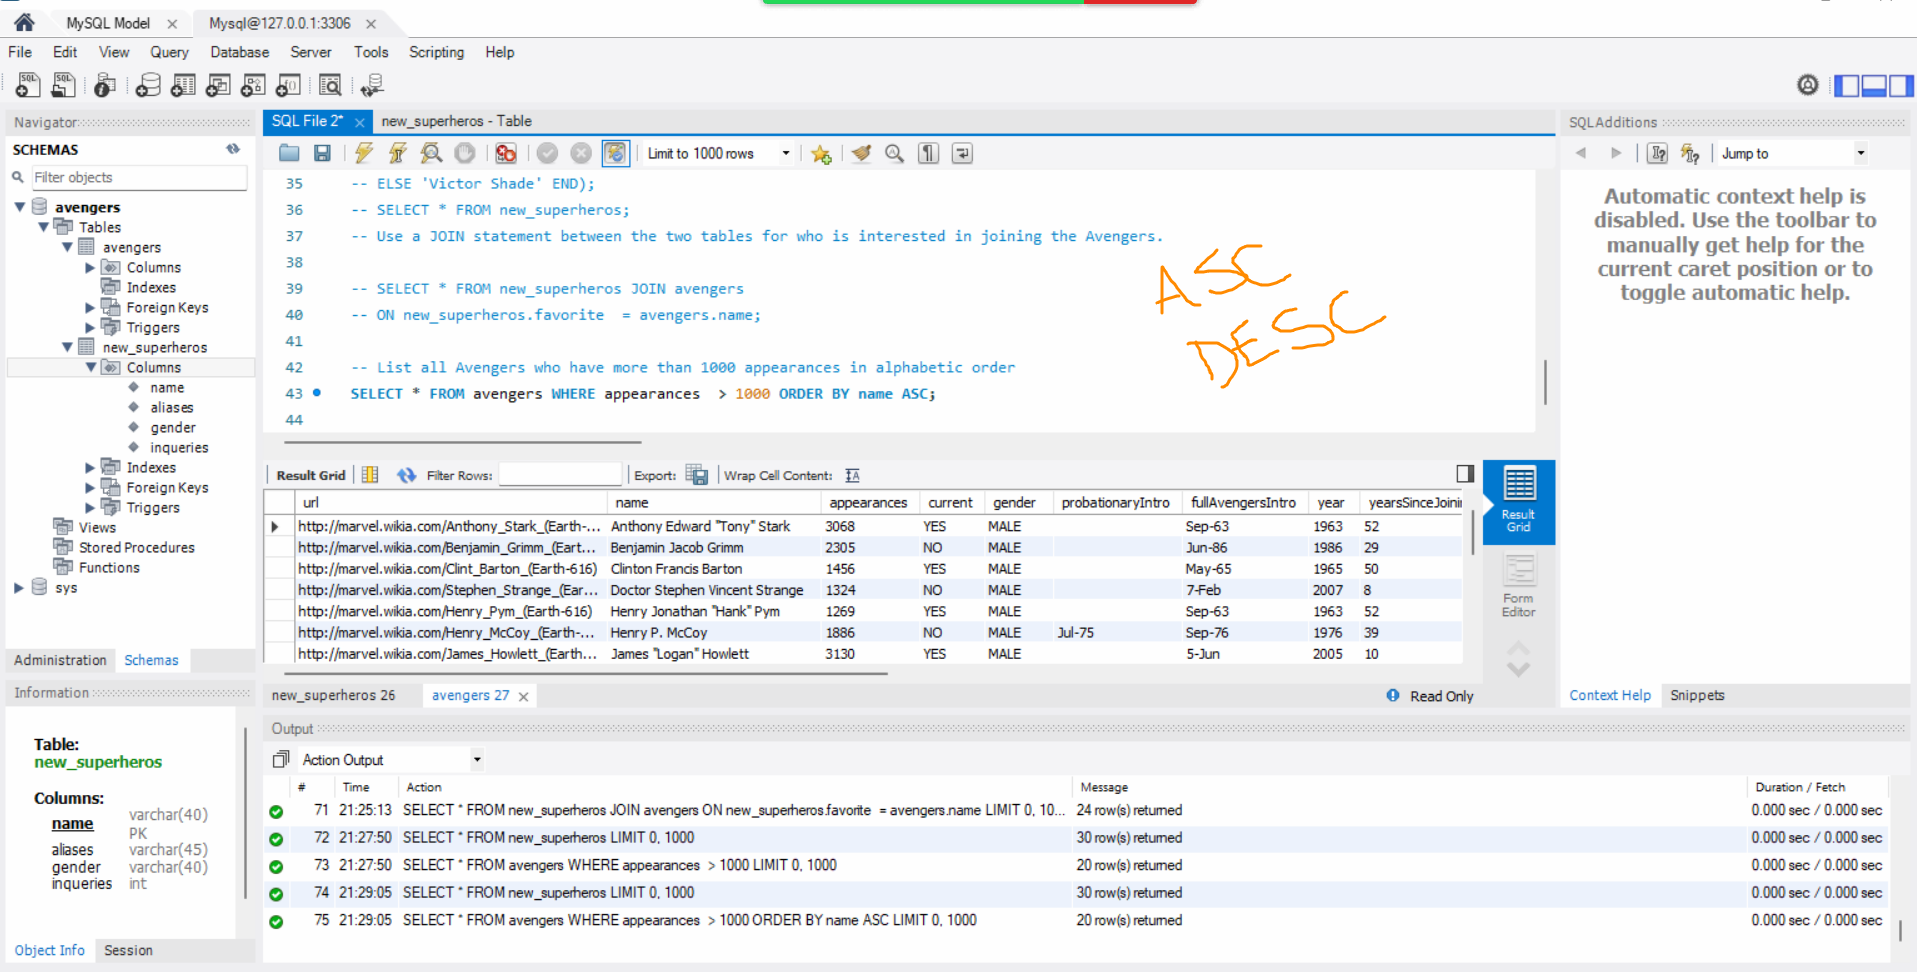 MySQL Model
Mysql@127.0.0.1:3306
File Edit View Query Database Server Tools Scripting Help
Navigator
SCHEMAS
Filter objects
avengers
Tables
avengers
Columns
Indexes
Foreign Keys
Triggers
new_superheros
Columns
name
aliases
gender
inqueries
Indexes
Foreign Keys
Triggers
Views
Stored Procedures
Functions
sys
Administration Schemas
Information
Table:
new_superheros
Columns:
name varchar(40)
PK
aliases varchar(45)
gender varchar(40)
inqueries int
Object Info Session
SQL File 2* new_superheros - Table
Limit to 1000 rows
35 -- ELSE 'Victor Shade' END);
36 -- SELECT * FROM new_superheros;
37 -- Use a JOIN statement between the two tables for who is interested in joining the Avengers.
38
39 -- SELECT * FROM new_superheros JOIN avengers
40 -- ON new_superheros.favorite  = avengers.name;
41
42 -- List all Avengers who have more than 1000 appearances in alphabetic order
43 SELECT * FROM avengers WHERE appearances  > 1000 ORDER BY name ASC;
44
ASC
DESC
Result Grid Filter Rows: Export: Wrap Cell Content:
url name appearances current gender probationaryIntro fullAvengersIntro year yearsSinceJoini
http://marvel.wikia.com/Anthony_Stark_(Earth-... Anthony Edward "Tony" Stark 3068 YES MALE Sep-63 1963 52
http://marvel.wikia.com/Benjamin_Grimm_(Eart... Benjamin Jacob Grimm 2305 NO MALE Jun-86 1986 29
http://marvel.wikia.com/Clint_Barton_(Earth-616) Clinton Francis Barton 1456 YES MALE May-65 1965 50
http://marvel.wikia.com/Stephen_Strange_(Ear... Doctor Stephen Vincent Strange 1324 NO MALE 7-Feb 2007 8
http://marvel.wikia.com/Henry_Pym_(Earth-616) Henry Jonathan "Hank" Pym 1269 YES MALE Sep-63 1963 52
http://marvel.wikia.com/Henry_McCoy_(Earth-... Henry P. McCoy 1886 NO MALE Jul-75 Sep-76 1976 39
http://marvel.wikia.com/James_Howlett_(Earth... James "Logan" Howlett 3130 YES MALE 5-Jun 2005 10
Result
Grid
Form
Editor
new_superheros 26 avengers 27 Read Only
Output
Action Output
# Time Action Message Duration / Fetch
71 21:25:13 SELECT * FROM new_superheros JOIN avengers ON new_superheros.favorite  = avengers.name LIMIT 0, 10... 24 row(s) returned 0.000 sec / 0.000 sec
72 21:27:50 SELECT * FROM new_superheros LIMIT 0, 1000 30 row(s) returned 0.000 sec / 0.000 sec
73 21:27:50 SELECT * FROM avengers WHERE appearances  > 1000 LIMIT 0, 1000 20 row(s) returned 0.000 sec / 0.000 sec
74 21:29:05 SELECT * FROM new_superheros LIMIT 0, 1000 30 row(s) returned 0.000 sec / 0.000 sec
75 21:29:05 SELECT * FROM avengers WHERE appearances  > 1000 ORDER BY name ASC LIMIT 0, 1000 20 row(s) returned 0.000 sec / 0.000 sec
SQLAdditions
Jump to
Automatic context help is
disabled. Use the toolbar to
manually get help for the
current caret position or to
toggle automatic help.
Context Help Snippets